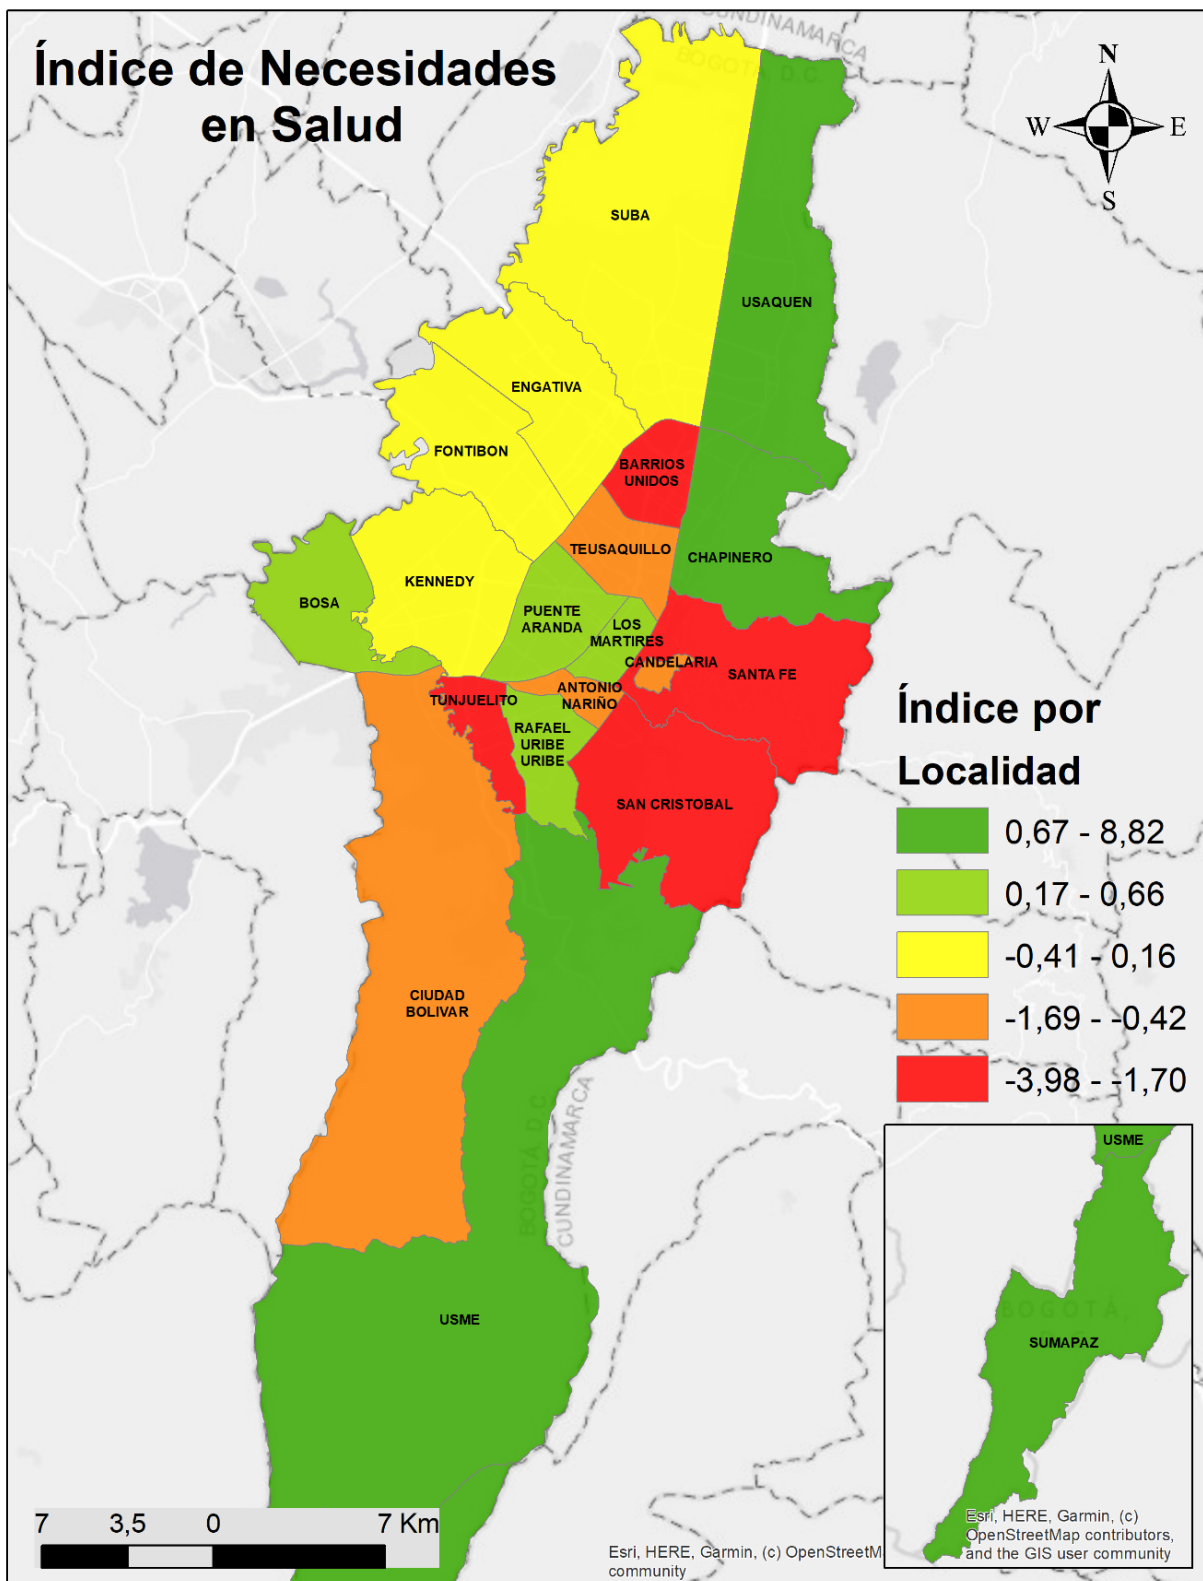 Índice de Necesidades
en Salud
CUNDINAMARCA
BOGOTÁ, D.C.
N
W
E
S
SUBA
USAQUEN
ENGATIVA
FONTIBON
BARRIOS
UNIDOS
TEUSAQUILLO
CHAPINERO
KENNEDY
BOSA
PUENTE
ARANDA
LOS
MARTIRES
CANDELARIA
SANTA FE
TUNJUELITO
ANTONIO
NARIÑO
RAFAEL
URIBE
URIBE
SAN CRISTOBAL
CIUDAD
BOLIVAR
BOGOTÁ, D.C.
CUNDINAMARCA
USME
Índice por
Localidad
0,67 - 8,82
0,17 - 0,66
-0,41 - 0,16
-1,69 - -0,42
-3,98 - -1,70
USME
BOGOTÁ,
SUMAPAZ
Esri, HERE, Garmin, (c)
OpenStreetMap contributors,
and the GIS user community
7 3,5 0 7 Km
Esri, HERE, Garmin, (c) OpenStreetM
community